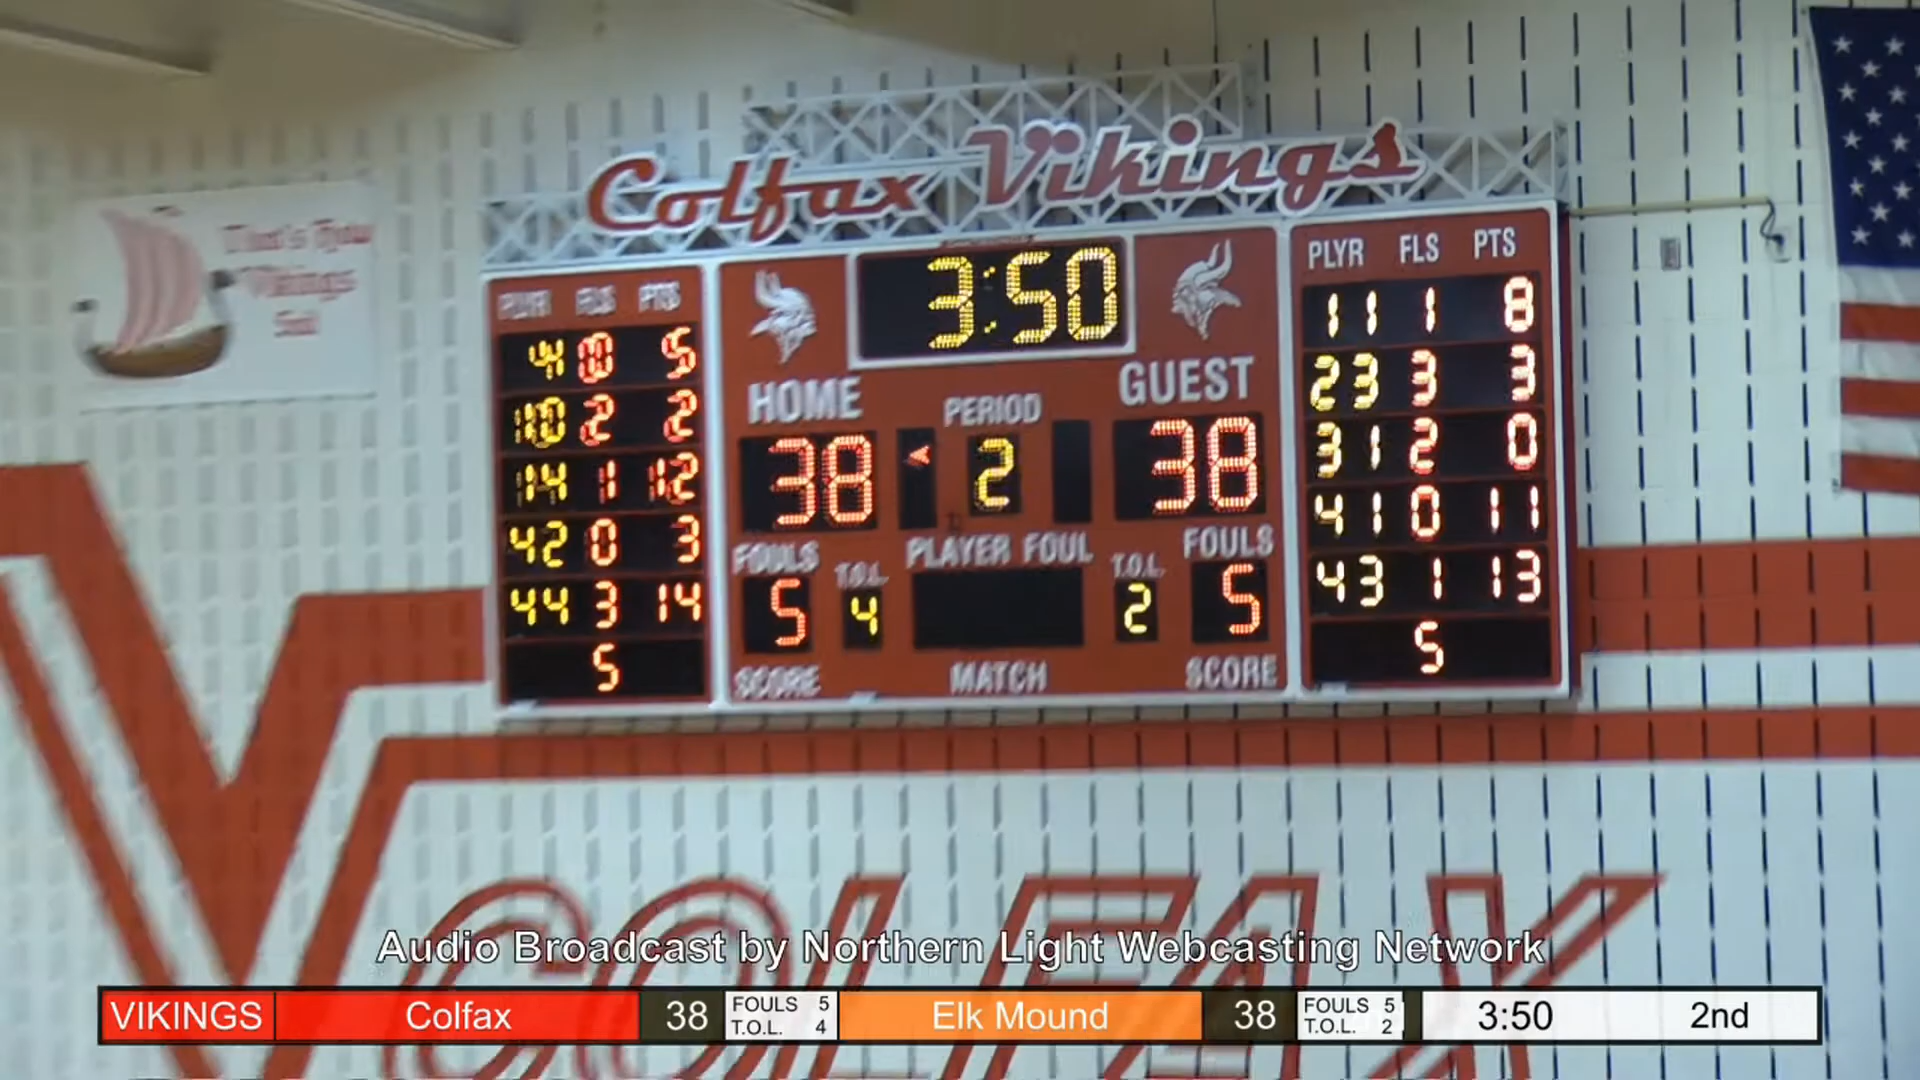 Colfax Vikings
That's How
Vikings
Sail
3:50
PLYR FLS PTS
PLYR FLS PTS
HOME
PERIOD
GUEST
38
2
38
5
10 2 2
14 1 12
42 0 3
44 3 14
5
11 1 8
23 3 3
31 2 0
41 0 11
43 1 13
5
FOULS
T.O.L.
PLAYER FOUL
T.O.L.
FOULS
5
4
2
5
SCORE
MATCH
SCORE
COLFAX
Audio Broadcast by Northern Light Webcasting Network
VIKINGS Colfax 38 FOULS 5 T.O.L. 4 Elk Mound 38 FOULS 5 T.O.L. 2 3:50 2nd